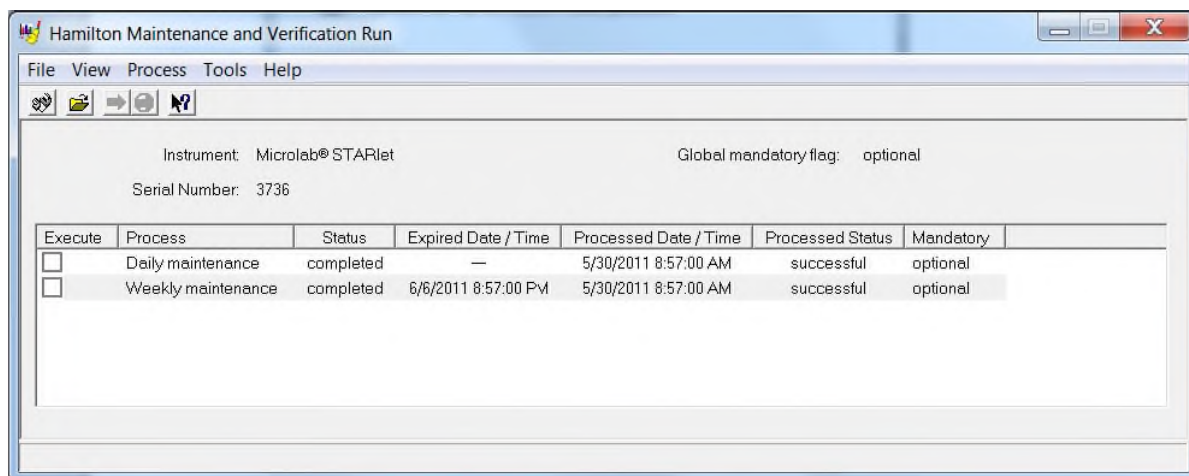 Hamilton Maintenance and Verification Run
File View Process Tools Help
Instrument: Microlab® STARlet Global mandatory flag: optional
Serial Number: 3736
Execute Process Status Expired Date / Time Processed Date / Time Processed Status Mandatory
Daily maintenance completed — 5/30/2011 8:57:00 AM successful optional
Weekly maintenance completed 6/6/2011 8:57:00 PM 5/30/2011 8:57:00 AM successful optional